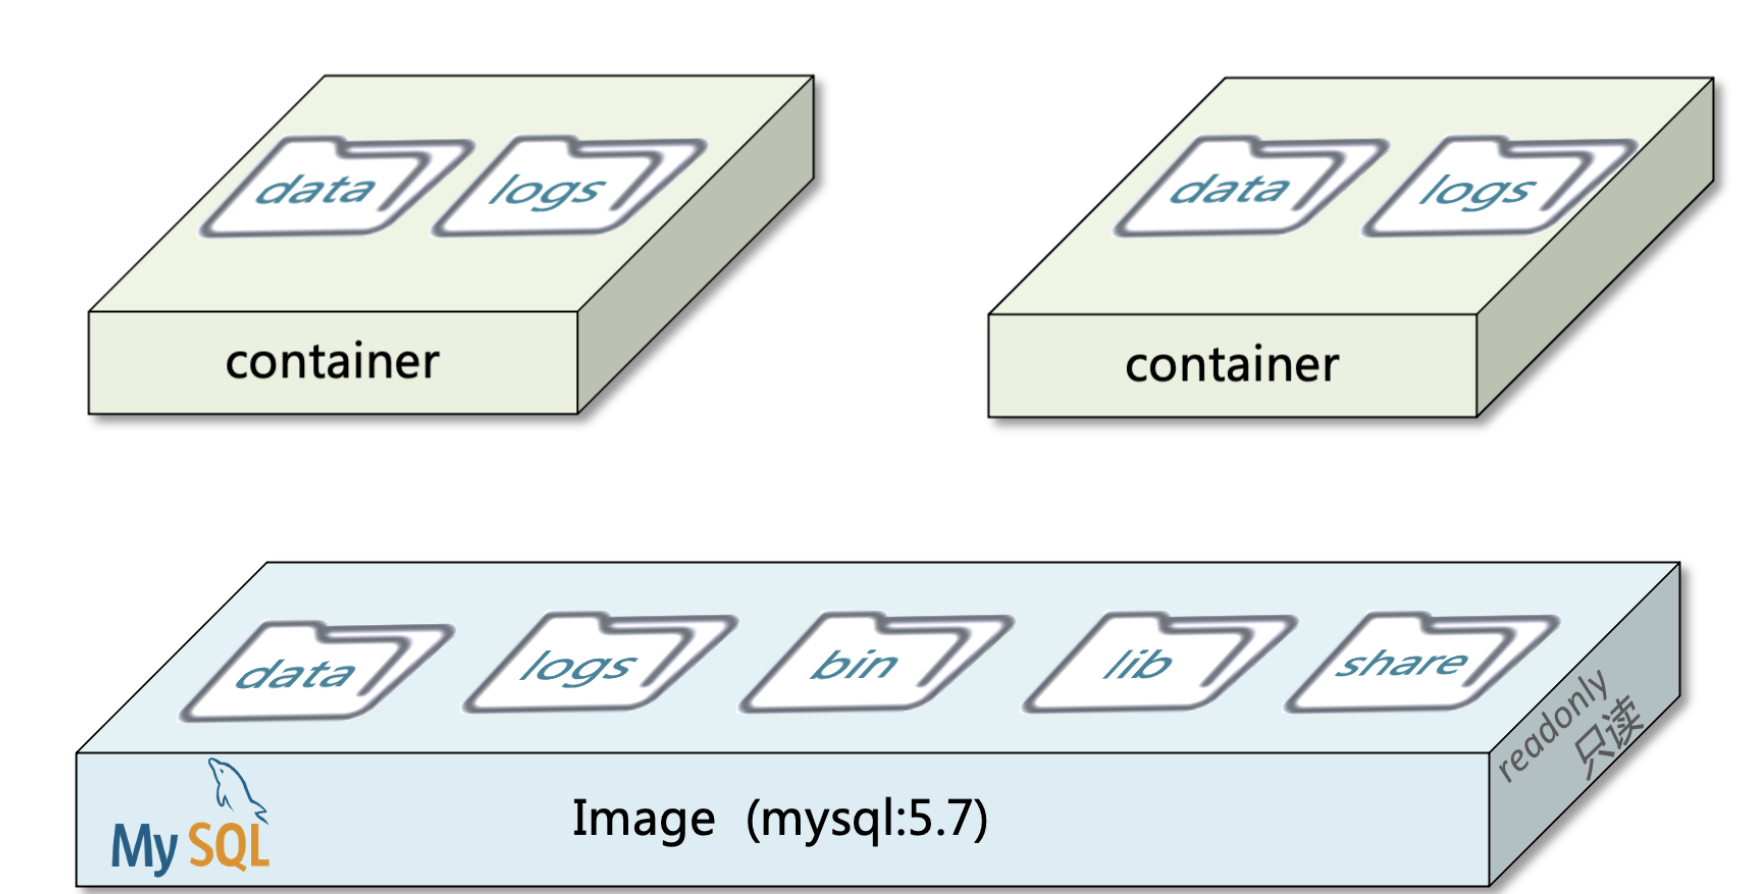 data
logs
container
data
logs
container
data
logs
bin
lib
share
MySQL
Image (mysql:5.7)
readonly
只读